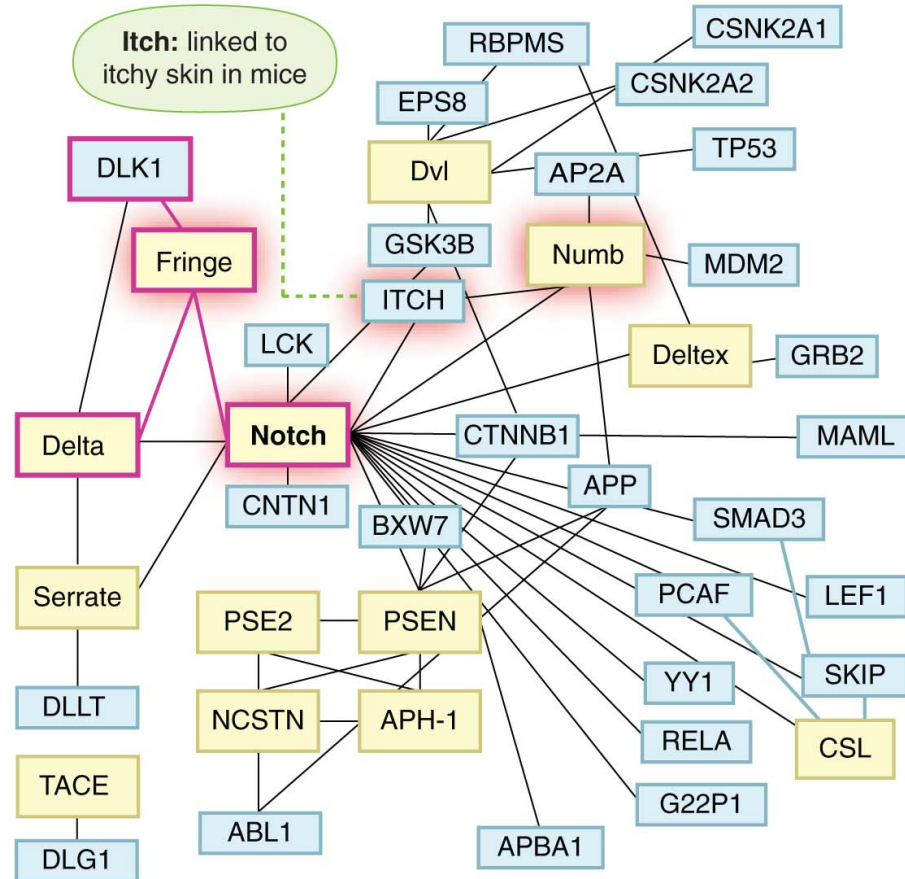 Itch: linked to
itchy skin in mice
RBPMS
CSNK2A1
CSNK2A2
EPS8
TP53
DLK1
Dvl
AP2A
Fringe
GSK3B
Numb
MDM2
ITCH
LCK
Deltex
GRB2
Delta
Notch
CTNNB1
MAML
APP
CNTN1
BXW7
SMAD3
Serrate
PSE2
PSEN
PCAF
LEF1
YY1
SKIP
DLLT
NCSTN
APH-1
RELA
CSL
TACE
G22P1
ABL1
APBA1
DLG1